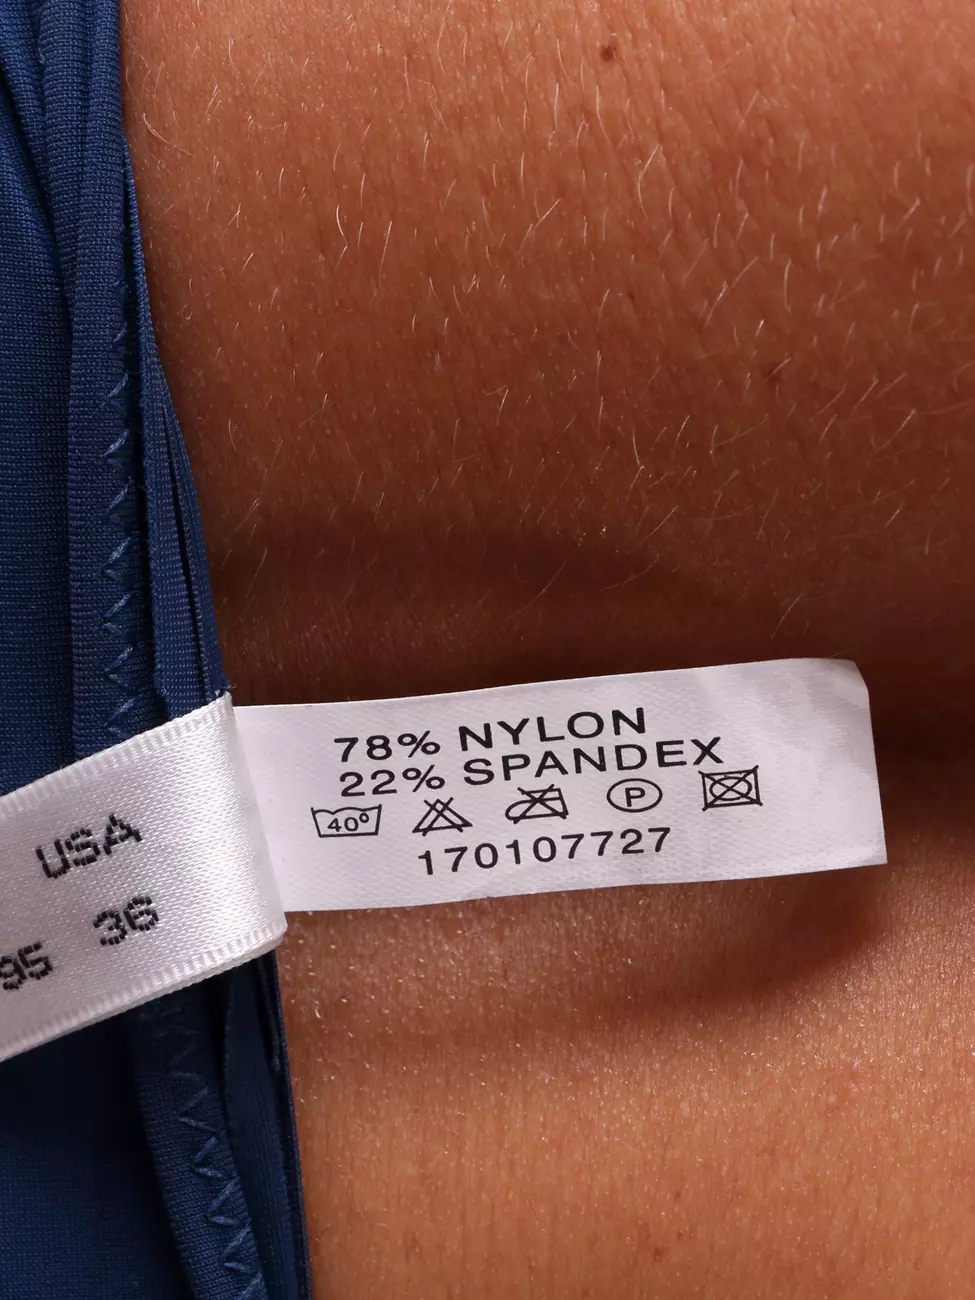 78% NYLON
22% SPANDEX
40°
P
170107727
USA
36
95